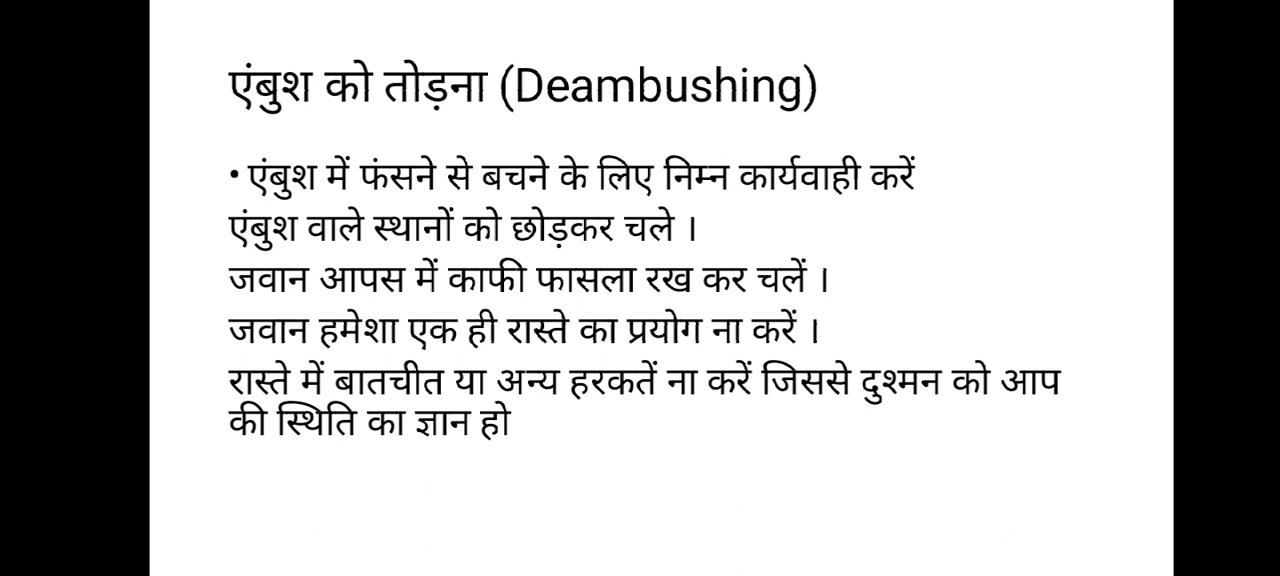 एंबुश को तोड़ना (Deambushing)
• एंबुश में फंसने से बचने के लिए निम्न कार्यवाही करें
एंबुश वाले स्थानों को छोड़कर चले ।
जवान आपस में काफी फासला रख कर चलें ।
जवान हमेशा एक ही रास्ते का प्रयोग ना करें ।
रास्ते में बातचीत या अन्य हरकतें ना करें जिससे दुश्मन को आप
की स्थिति का ज्ञान हो